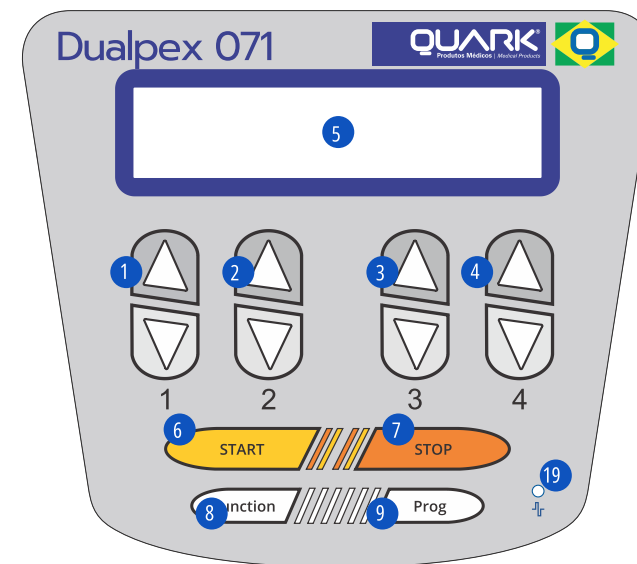 Dualpex 071
QUARK®
Produtos Médicos | Medical Products
5
1
2
3
4
1 2 3 4
6
7
START STOP
19
8
9
unction Prog